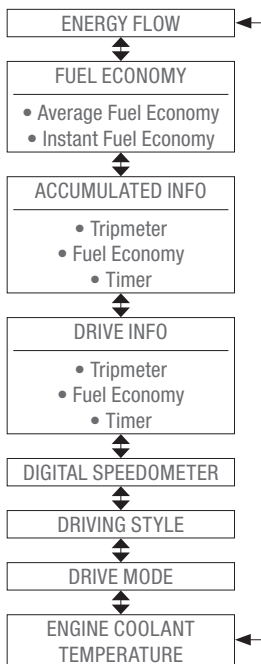 ENERGY FLOW
FUEL ECONOMY
• Average Fuel Economy
• Instant Fuel Economy
ACCUMULATED INFO
• Tripmeter
• Fuel Economy
• Timer
DRIVE INFO
• Tripmeter
• Fuel Economy
• Timer
DIGITAL SPEEDOMETER
DRIVING STYLE
DRIVE MODE
ENGINE COOLANT
TEMPERATURE